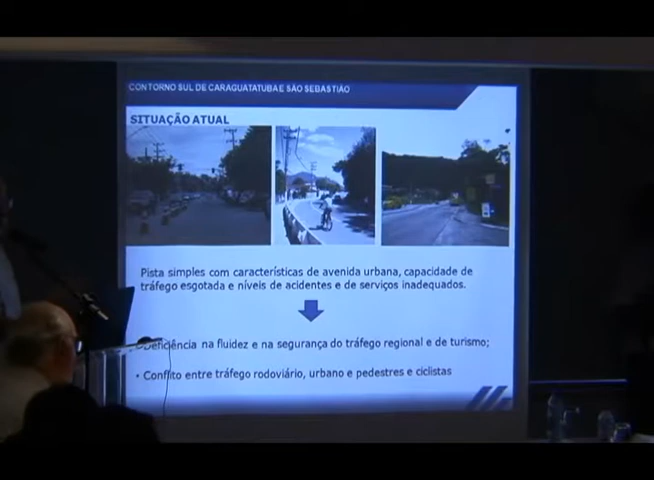 CONTORNO SUL DE CARAGUATATUBA E SÃO SEBASTIÃO
SITUAÇÃO ATUAL
Pista simples com características de avenida urbana, capacidade de
tráfego esgotada e níveis de acidentes e de serviços inadequados.
Deficiência na fluidez e na segurança do tráfego regional e de turismo;
• Conflito entre tráfego rodoviário, urbano e pedestres e ciclistas